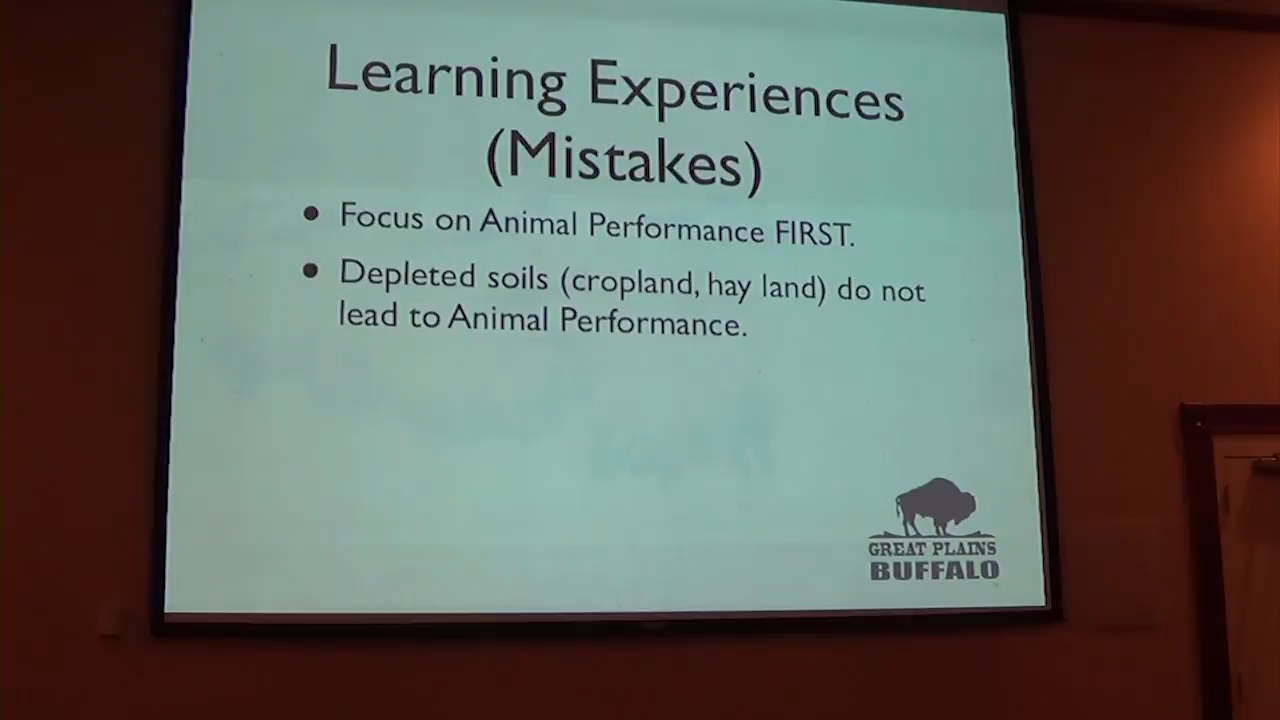 Learning Experiences
(Mistakes)
• Focus on Animal Performance FIRST.
• Depleted soils (cropland, hay land) do not
lead to Animal Performance.
GREAT PLAINS
BUFFALO